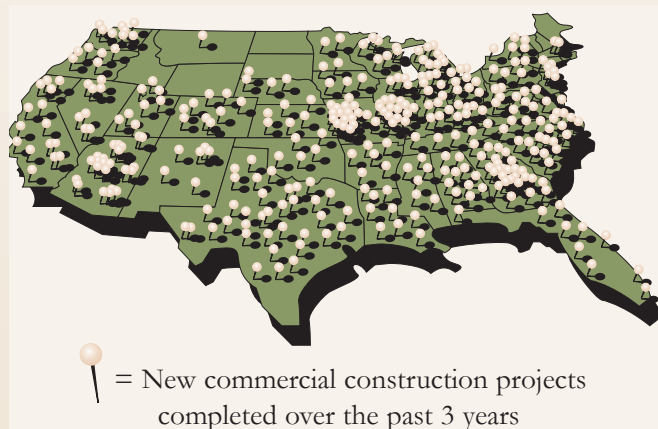 = New commercial construction projects
completed over the past 3 years